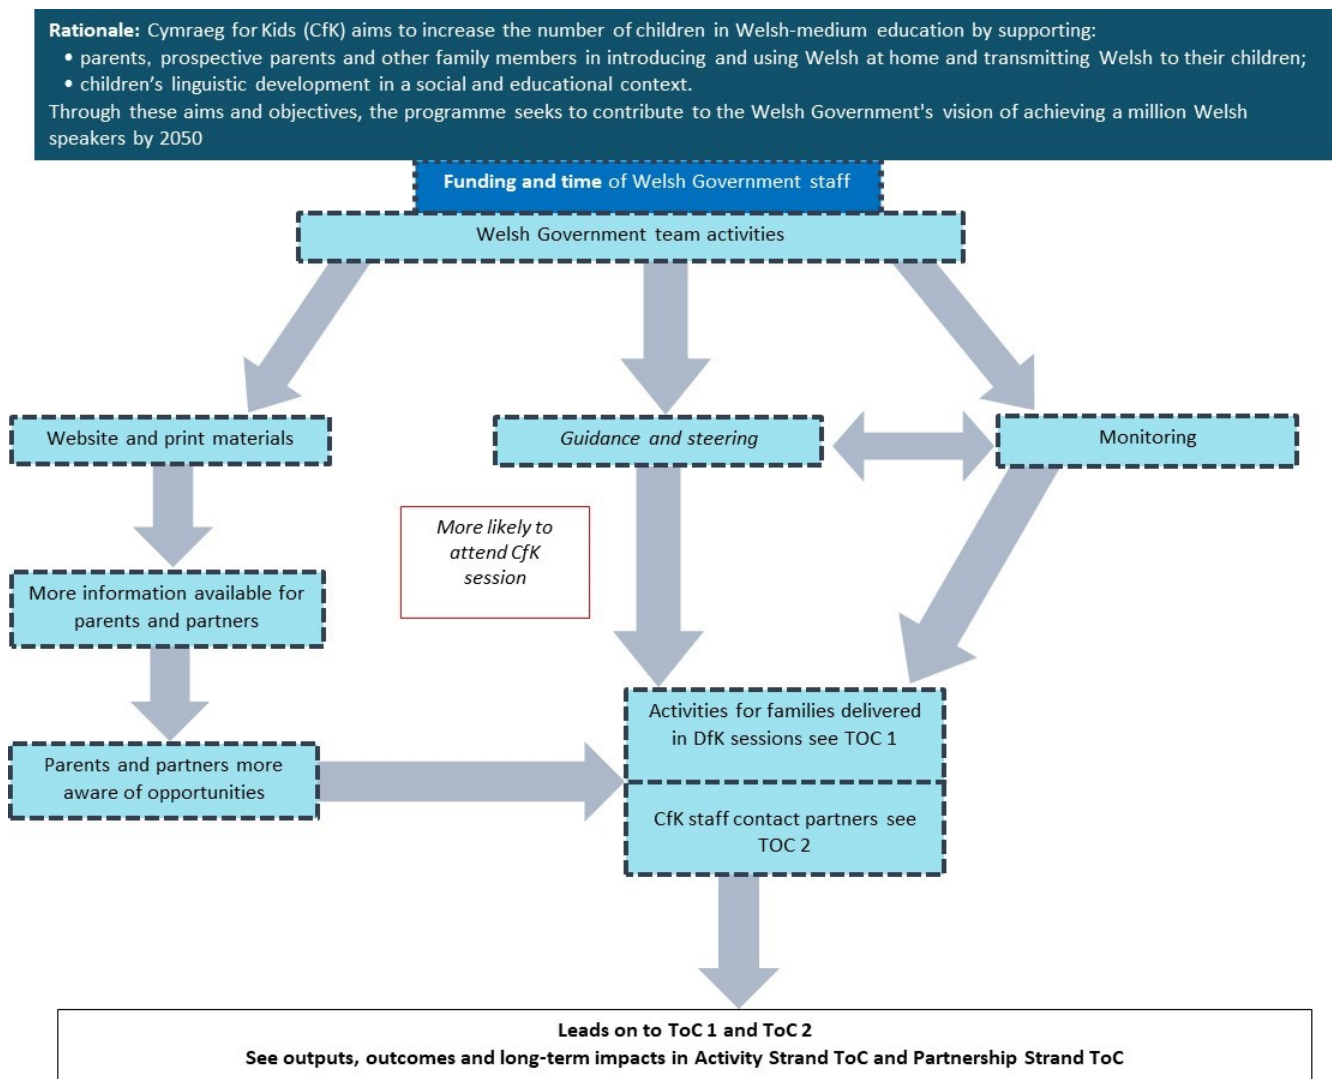 Rationale: Cymraeg for Kids (CfK) aims to increase the number of children in Welsh-medium education by supporting:
• parents, prospective parents and other family members in introducing and using Welsh at home and transmitting Welsh to their children;
• children’s linguistic development in a social and educational context.
Through these aims and objectives, the programme seeks to contribute to the Welsh Government's vision of achieving a million Welsh
speakers by 2050
Funding and time of Welsh Government staff
Welsh Government team activities
Website and print materials
Guidance and steering
Monitoring
More likely to
attend CfK
session
More information available for
parents and partners
Parents and partners more
aware of opportunities
Activities for families delivered
in DfK sessions see TOC 1
CfK staff contact partners see
TOC 2
Leads on to ToC 1 and ToC 2
See outputs, outcomes and long-term impacts in Activity Strand ToC and Partnership Strand ToC